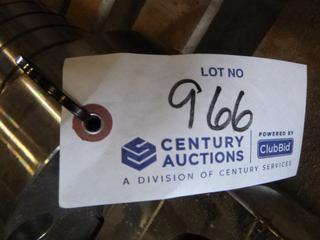 LOT NO
966
CENTURY
AUCTIONS
POWERED BY
ClubBid
A DIVISION OF CENTURY SERVICES